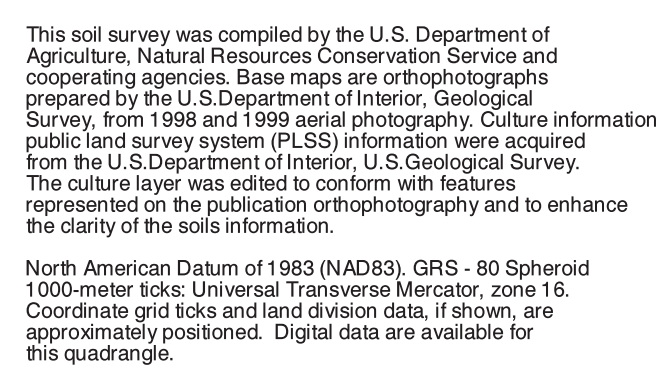 This soil survey was compiled by the U.S. Department of
Agriculture, Natural Resources Conservation Service and
cooperating agencies. Base maps are orthophotographs
prepared by the U.S.Department of Interior, Geological
Survey, from 1998 and 1999 aerial photography. Culture information
public land survey system (PLSS) information were acquired
from the U.S.Department of Interior, U.S.Geological Survey.
The culture layer was edited to conform with features
represented on the publication orthophotography and to enhance
the clarity of the soils information.
North American Datum of 1983 (NAD83). GRS - 80 Spheroid
1000-meter ticks: Universal Transverse Mercator, zone 16.
Coordinate grid ticks and land division data, if shown, are
approximately positioned.  Digital data are available for
this quadrangle.